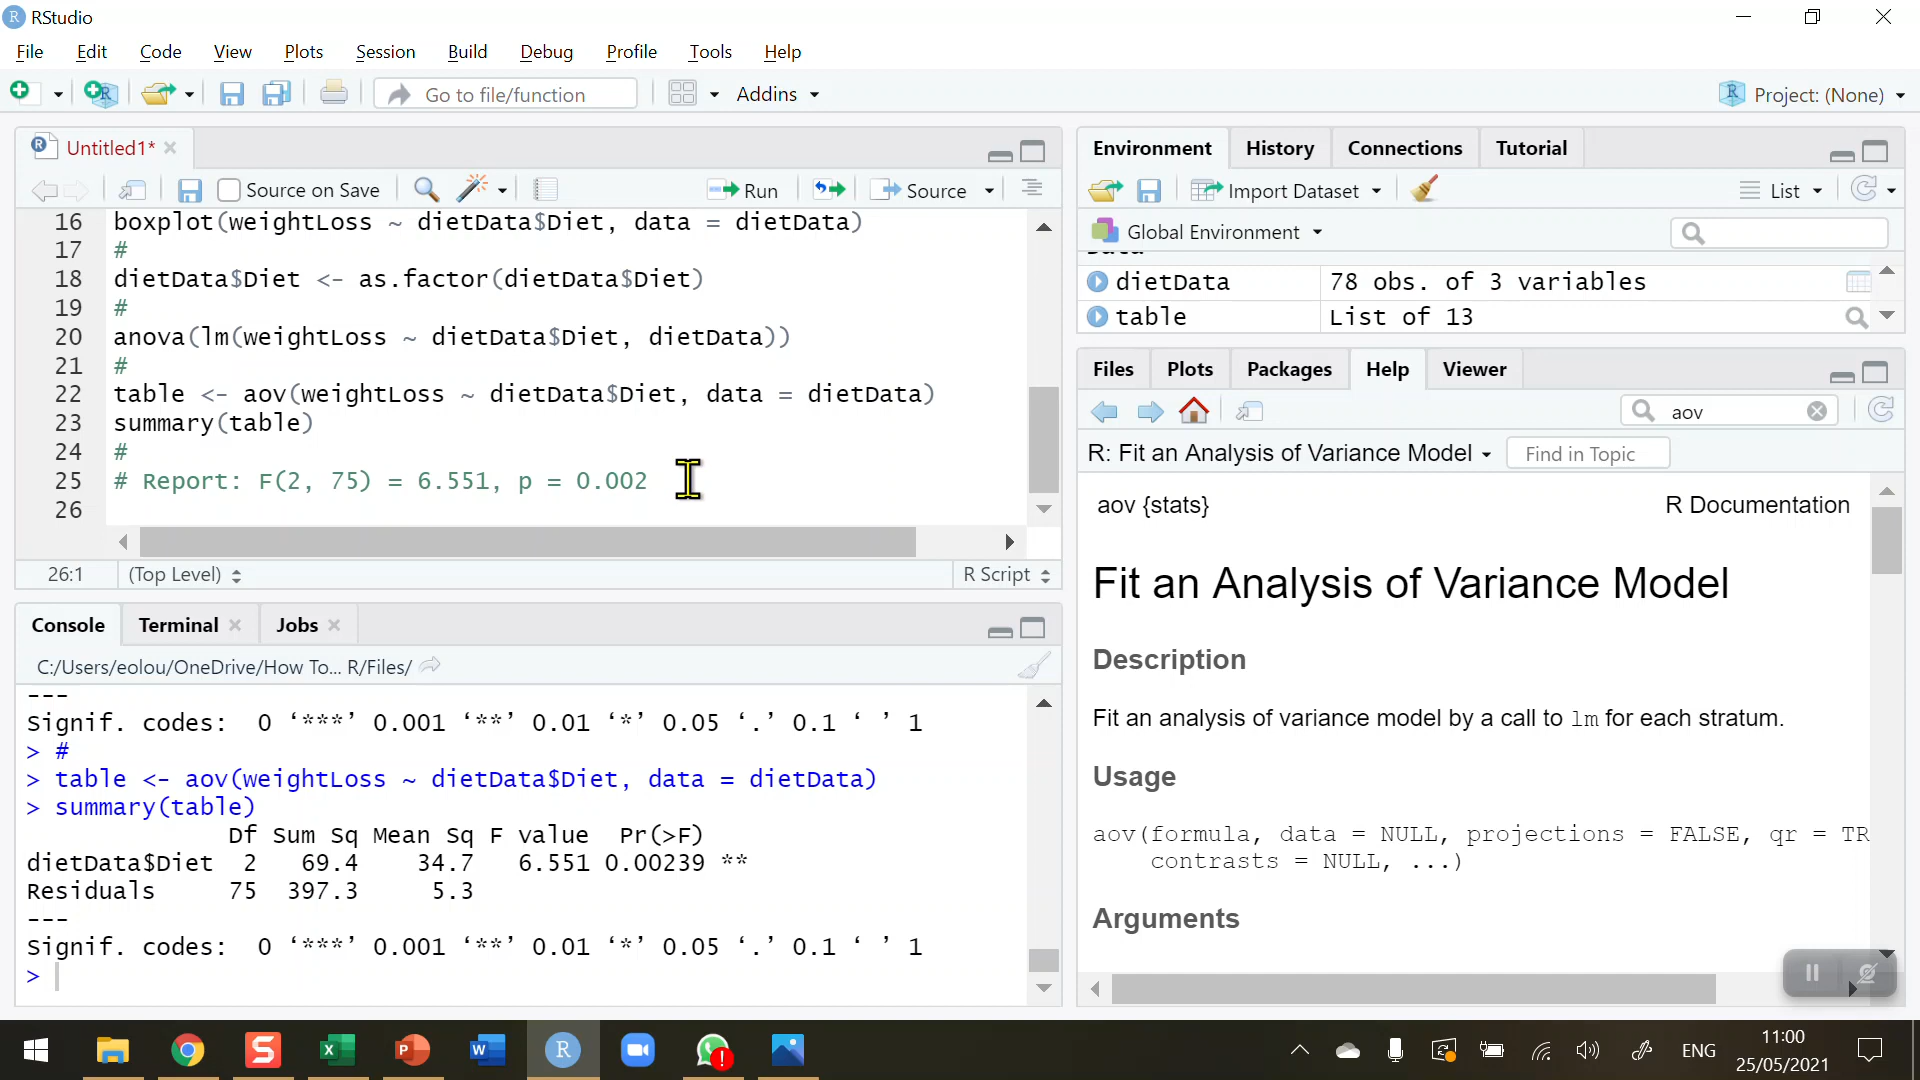 RStudio
File Edit Code View Plots Session Build Debug Profile Tools Help
Go to file/function Addins Project: (None)
Untitled1*
Source on Save Run Source
16 boxplot(weightLoss ~ dietData$Diet, data = dietData)
17 #
18 dietData$Diet <- as.factor(dietData$Diet)
19 #
20 anova(lm(weightLoss ~ dietData$Diet, dietData))
21 #
22 table <- aov(weightLoss ~ dietData$Diet, data = dietData)
23 summary(table)
24 #
25 # Report: F(2, 75) = 6.551, p = 0.002
26
26:1 (Top Level) R Script
Console Terminal Jobs
C:/Users/eolou/OneDrive/How To... R/Files/
---
Signif. codes:  0 ‘***’ 0.001 ‘**’ 0.01 ‘*’ 0.05 ‘.’ 0.1 ‘ ’ 1
> #
> table <- aov(weightLoss ~ dietData$Diet, data = dietData)
> summary(table)
Df Sum Sq Mean Sq F value Pr(>F)
dietData$Diet 2 69.4 34.7 6.551 0.00239 **
Residuals 75 397.3 5.3
---
Signif. codes:  0 ‘***’ 0.001 ‘**’ 0.01 ‘*’ 0.05 ‘.’ 0.1 ‘ ’ 1
>
Environment History Connections Tutorial
Import Dataset List
Global Environment
dietData 78 obs. of 3 variables
table List of 13
Files Plots Packages Help Viewer
aov
R: Fit an Analysis of Variance Model Find in Topic
aov {stats} R Documentation
Fit an Analysis of Variance Model
Description
Fit an analysis of variance model by a call to lm for each stratum.
Usage
aov(formula, data = NULL, projections = FALSE, qr = TR
contrasts = NULL, ...)
Arguments
ENG
11:00
25/05/2021